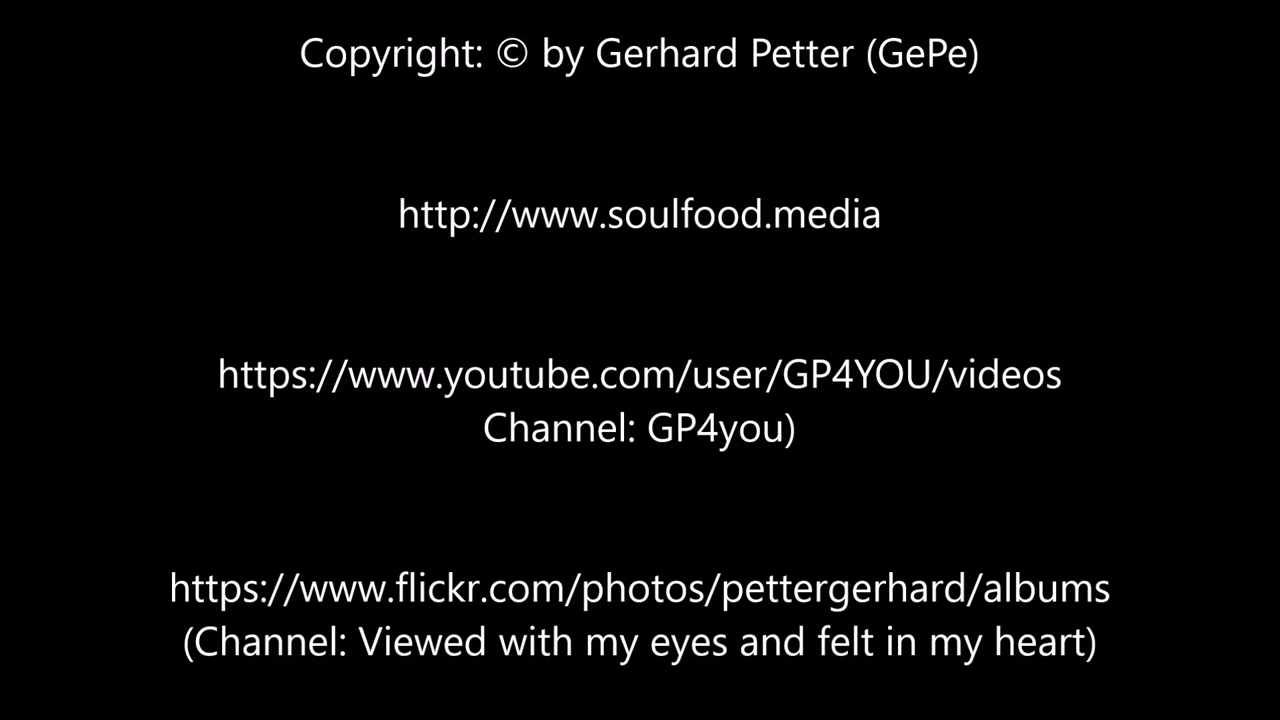 Copyright: © by Gerhard Petter (GePe)
http://www.soulfood.media
https://www.youtube.com/user/GP4YOU/videos
Channel: GP4you)
https://www.flickr.com/photos/pettergerhard/albums
(Channel: Viewed with my eyes and felt in my heart)